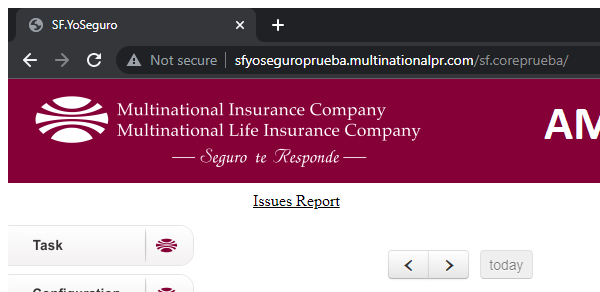 SF.YoSeguro
Not secure | sfyoseguroprueba.multinationalpr.com/sf.coreprueba/
Multinational Insurance Company
Multinational Life Insurance Company
Seguro te Responde
AM
Issues Report
Task
today
Configuration